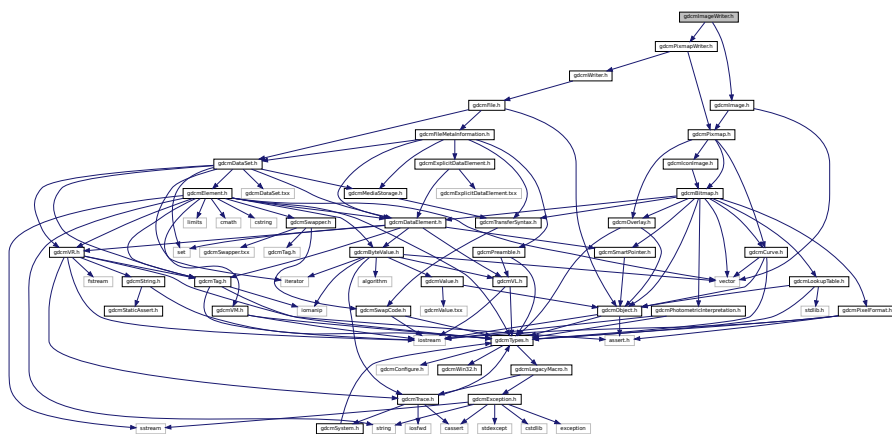 gdcmImageWriter.h
gdcmPixmapWriter.h
gdcmWriter.h
gdcmFile.h
gdcmImage.h
gdcmFileMetaInformation.h
gdcmPixmap.h
gdcmDataSet.h
gdcmExplicitDataElement.h
gdcmIconImage.h
gdcmElement.h
gdcmDataSet.txx
gdcmMediaStorage.h
gdcmExplicitDataElement.txx
gdcmBitmap.h
set
limits
cmath
cstring
gdcmSwapper.h
gdcmDataElement.h
gdcmTransferSyntax.h
gdcmOverlay.h
gdcmVR.h
gdcmSwapper.txx
gdcmTag.h
gdcmByteValue.h
gdcmPreamble.h
gdcmSmartPointer.h
gdcmCurve.h
fstream
gdcmString.h
gdcmTag.h
iterator
algorithm
gdcmValue.h
gdcmVL.h
vector
gdcmLookupTable.h
gdcmStaticAssert.h
gdcmVM.h
iomanip
gdcmSwapCode.h
gdcmValue.txx
gdcmObject.h
gdcmPhotometricInterpretation.h
stdlib.h
gdcmPixelFormat.h
iostream
gdcmTypes.h
assert.h
gdcmConfigure.h
gdcmWin32.h
gdcmLegacyMacro.h
gdcmTrace.h
gdcmException.h
sstream
gdcmSystem.h
string
iosfwd
cassert
stdexcept
cstdlib
exception